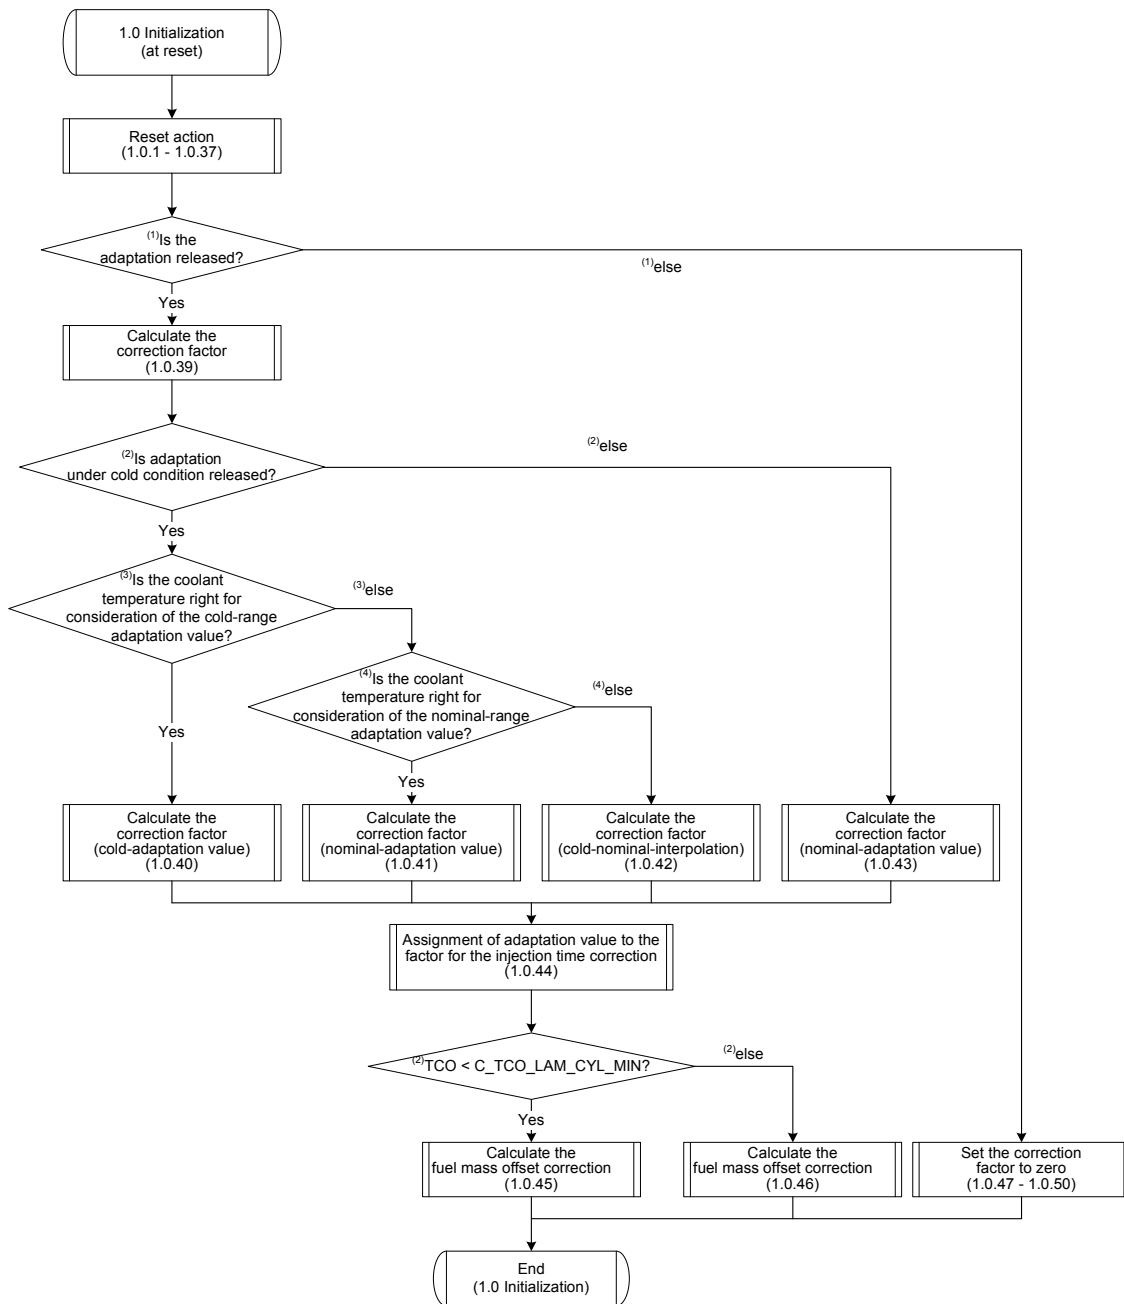 1.0 Initialization
(at reset)
Reset action
(1.0.1 - 1.0.37)
(1)Is the
adaptation released?
(1)else
Yes
Calculate the
correction factor
(1.0.39)
(2)Is adaptation
under cold condition released?
(2)else
Yes
(3)Is the coolant
temperature right for
consideration of the cold-range
adaptation value?
(3)else
(4)Is the coolant
temperature right for
consideration of the nominal-range
adaptation value?
(4)else
Yes
Yes
Calculate the
correction factor
(cold-adaptation value)
(1.0.40)
Calculate the
correction factor
(nominal-adaptation value)
(1.0.41)
Calculate the
correction factor
(cold-nominal-interpolation)
(1.0.42)
Calculate the
correction factor
(nominal-adaptation value)
(1.0.43)
Assignment of adaptation value to the
factor for the injection time correction
(1.0.44)
(2)TCO < C_TCO_LAM_CYL_MIN?
(2)else
Yes
Calculate the
fuel mass offset correction
(1.0.45)
Calculate the
fuel mass offset correction
(1.0.46)
Set the correction
factor to zero
(1.0.47 - 1.0.50)
End
(1.0 Initialization)